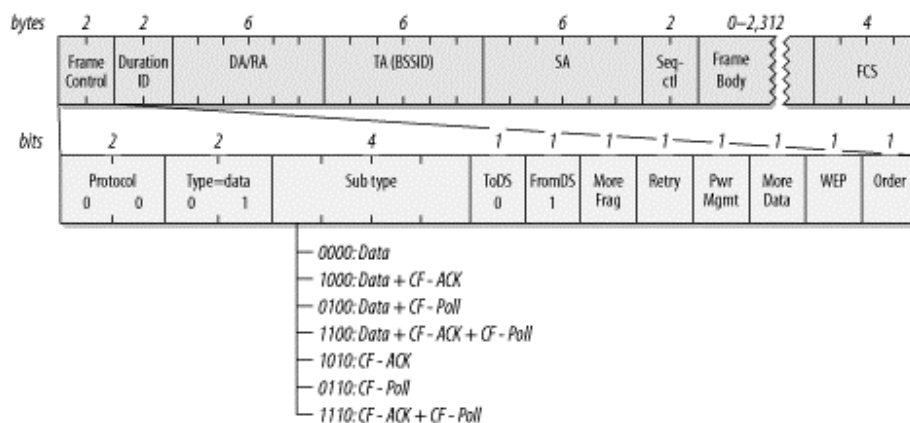 bytes 2 2 6 6 6 2 0–2,312 4
Frame Control Duration ID DA/RA TA (BSSID) SA Seq-ctl Frame Body FCS
bits 2 2 4 1 1 1 1 1 1 1 1
Protocol Type=data Sub type ToDS FromDS More Frag Retry Pwr Mgmt More Data WEP Order
0 0 0 1 0 1
0000: Data
1000: Data + CF - ACK
0100: Data + CF - Poll
1100: Data + CF - ACK + CF - Poll
1010: CF - ACK
0110: CF - Poll
1110: CF - ACK + CF - Poll